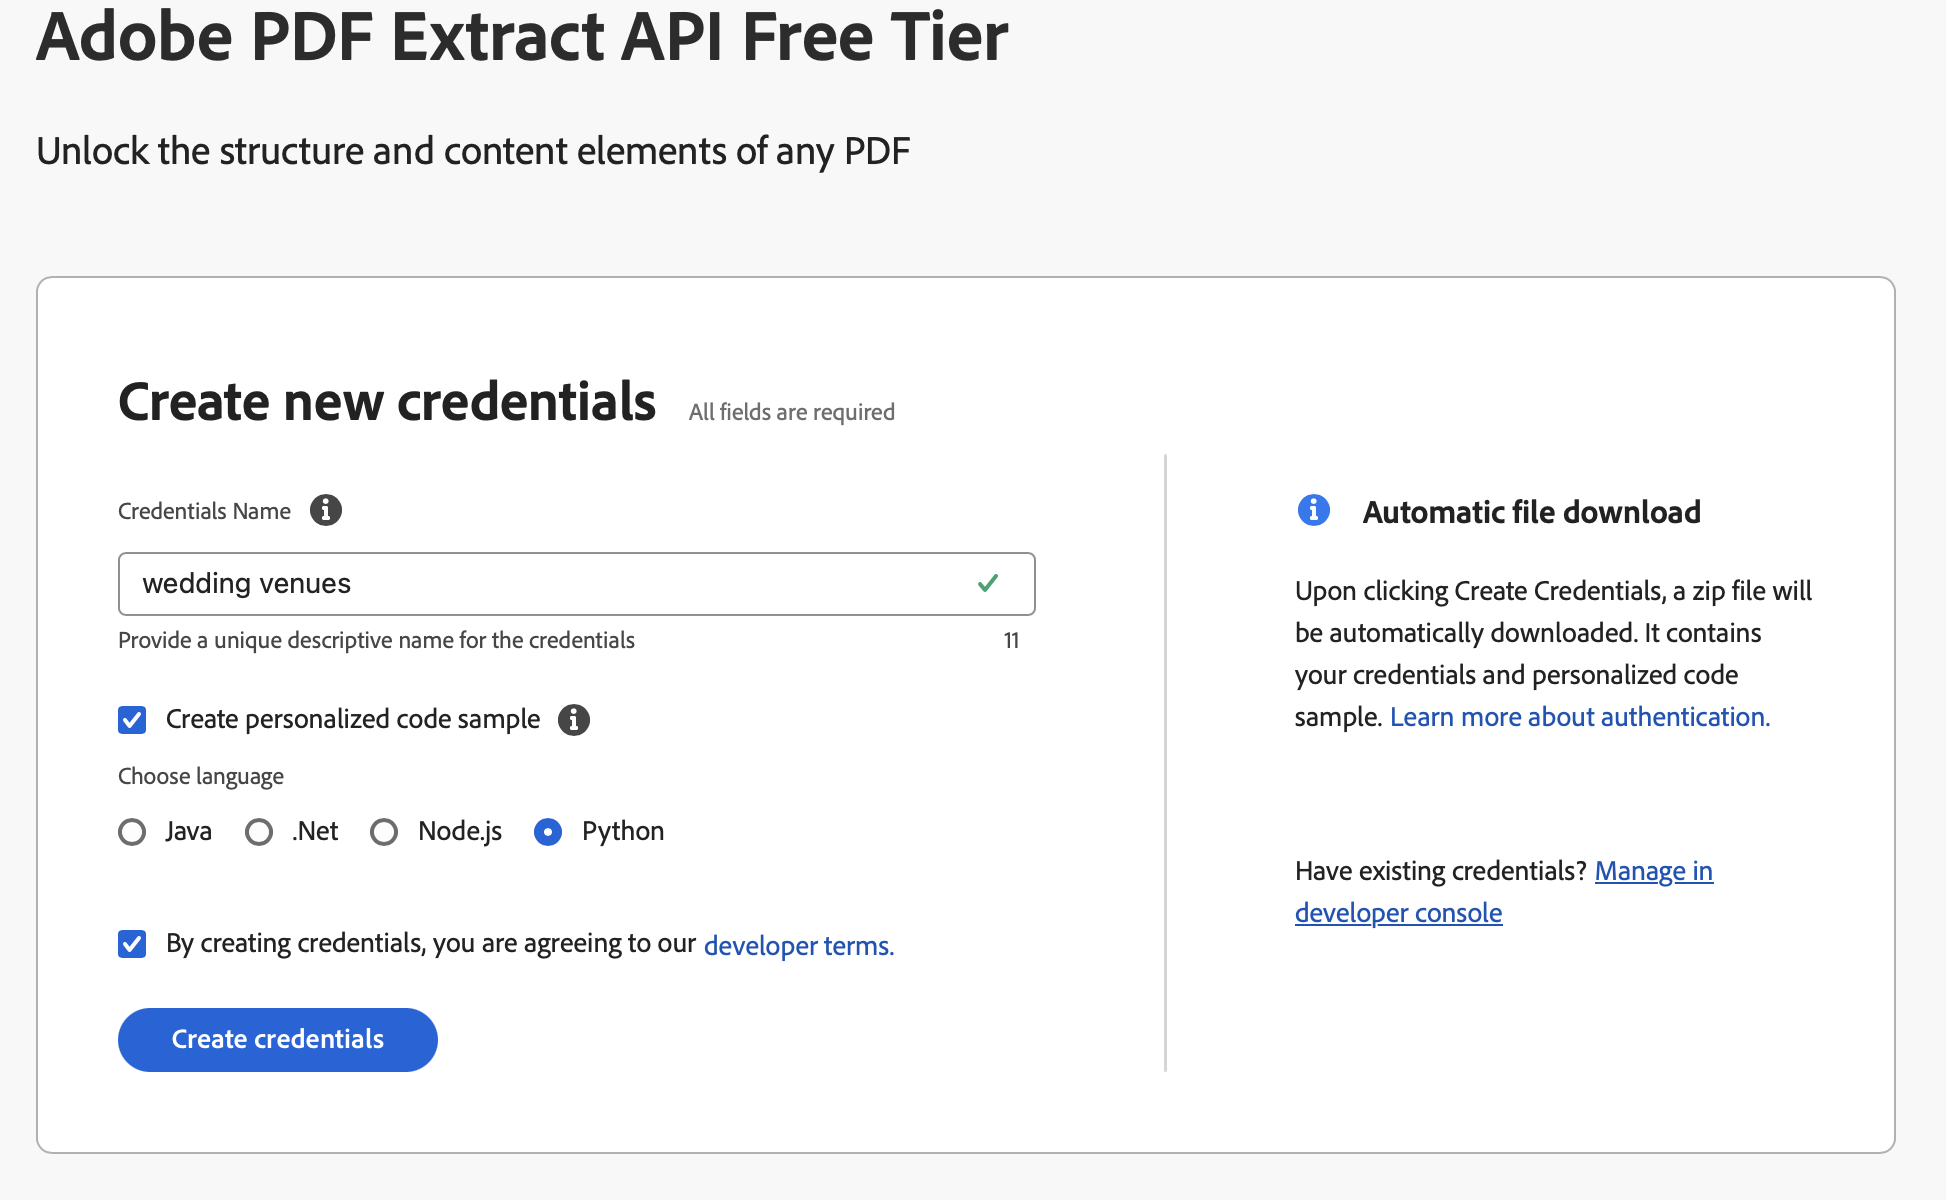 Adobe PDF Extract API Free Tier
Unlock the structure and content elements of any PDF
Create new credentials All fields are required
Credentials Name
wedding venues
Provide a unique descriptive name for the credentials 11
Create personalized code sample
Choose language
Java .Net Node.js Python
By creating credentials, you are agreeing to our developer terms.
Create credentials
Automatic file download
Upon clicking Create Credentials, a zip file will
be automatically downloaded. It contains
your credentials and personalized code
sample. Learn more about authentication.
Have existing credentials? Manage in
developer console